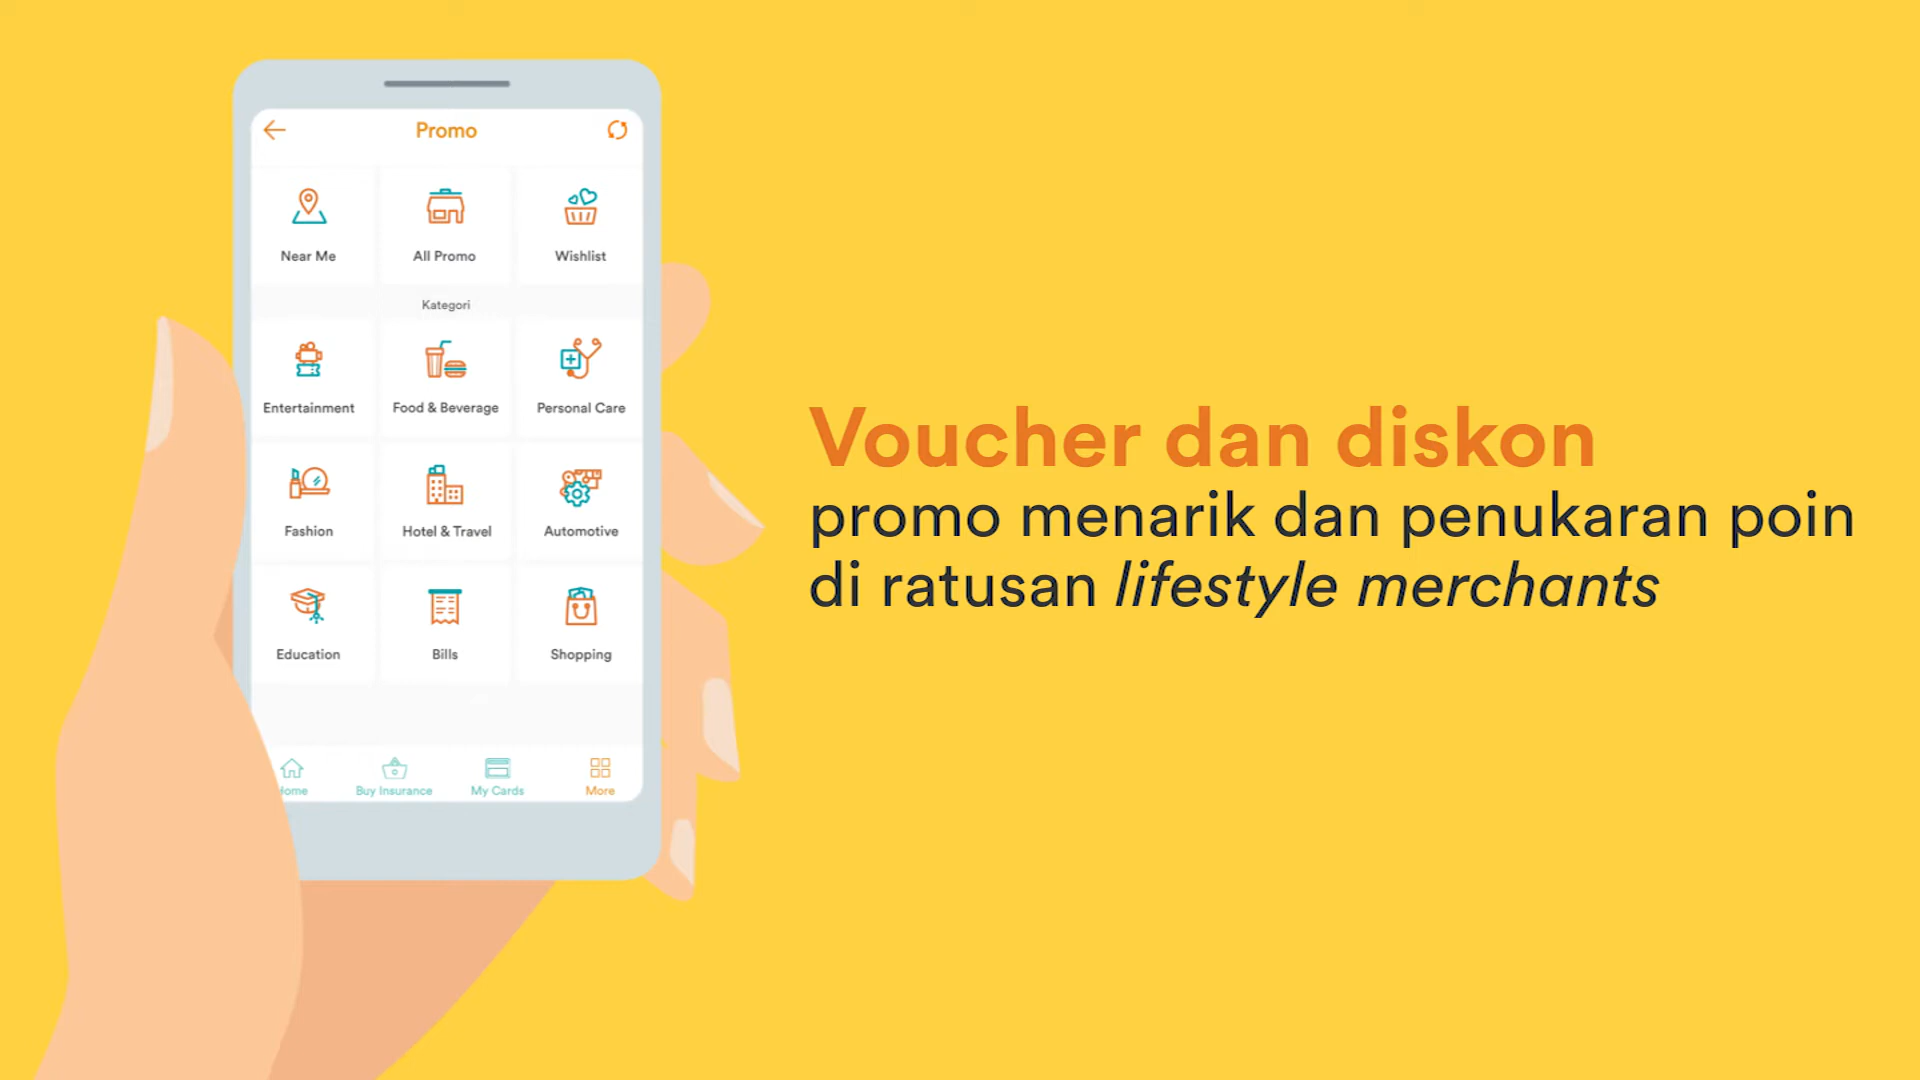 Promo
Near Me
All Promo
Wishlist
Kategori
Entertainment
Food & Beverage
Personal Care
Fashion
Hotel & Travel
Automotive
Education
Bills
Shopping
ome
Buy Insurance
My Cards
More
Voucher dan diskon
promo menarik dan penukaran poin
di ratusan lifestyle merchants